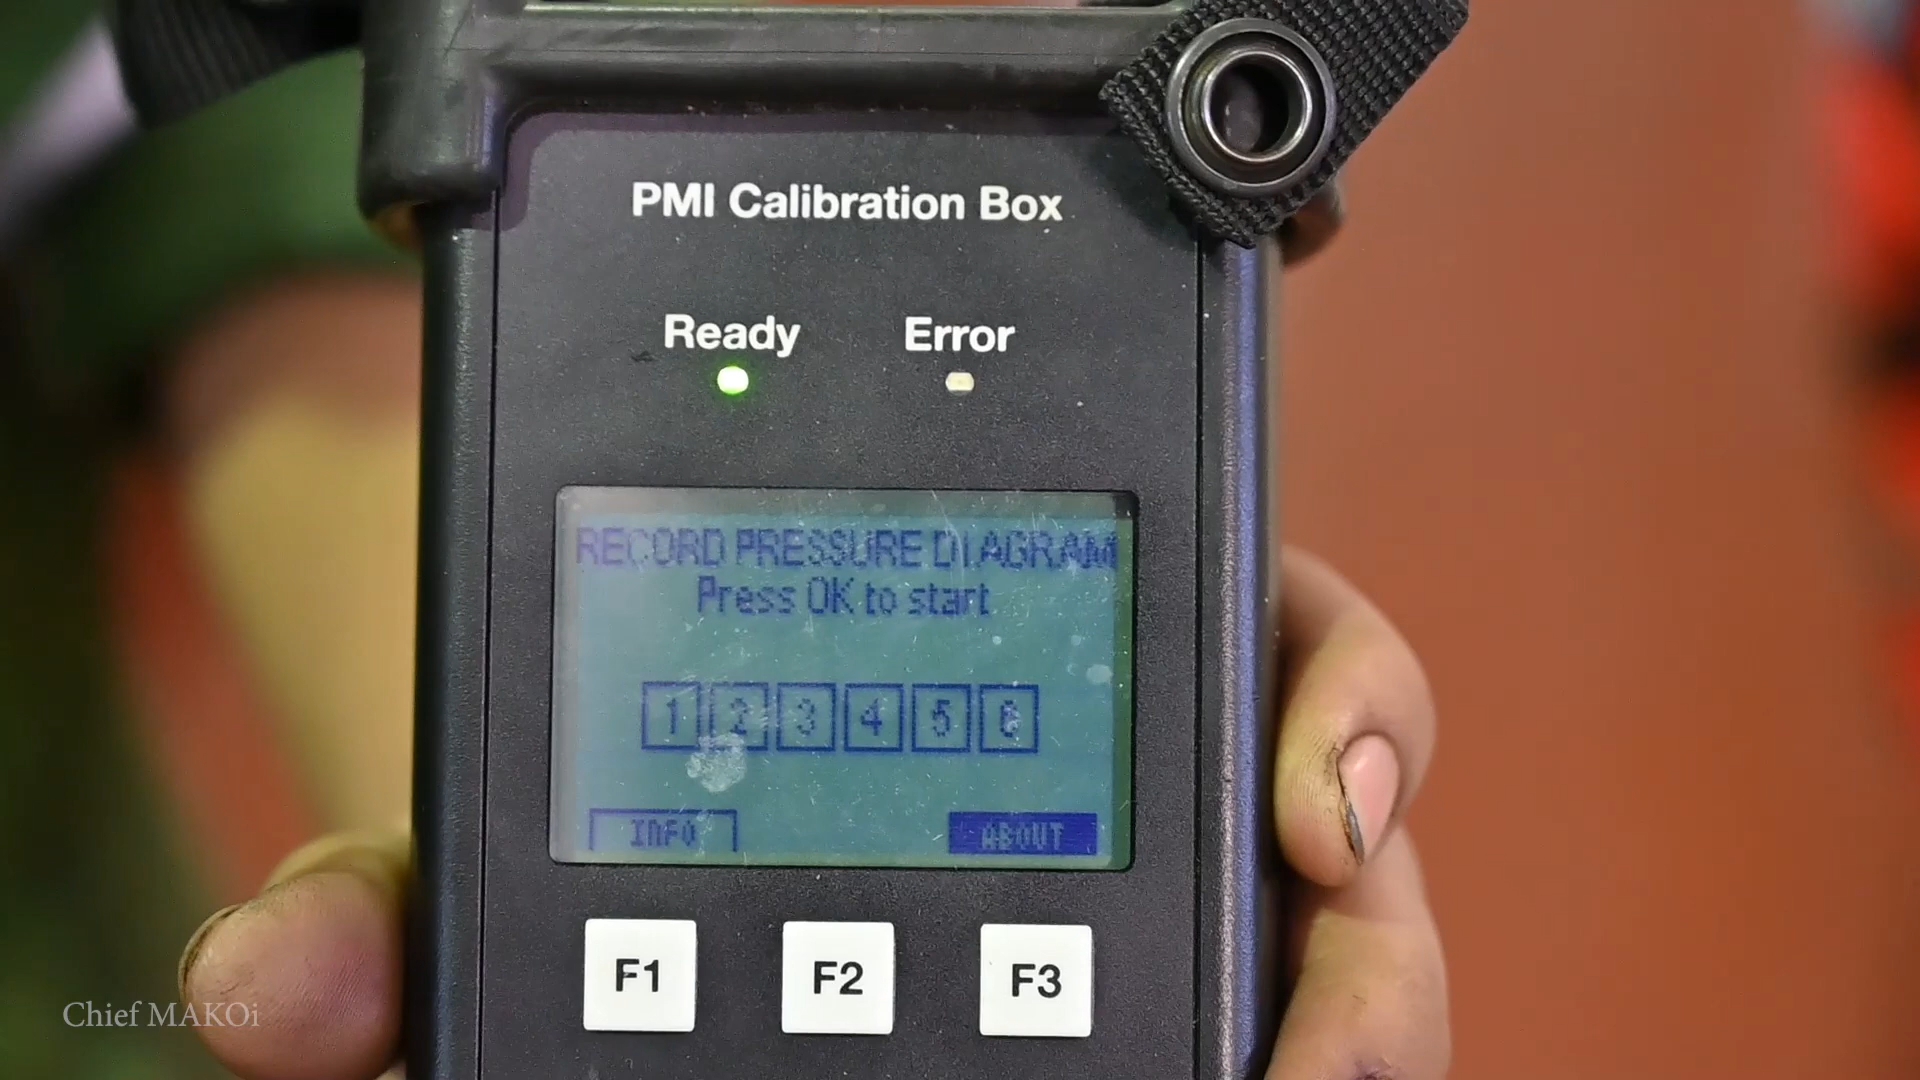 PMI Calibration Box
Ready Error
RECORD PRESSURE DIAGRAM
Press OK to start
1 2 3 4 5 6
INFO ABOUT
F1 F2 F3
Chief MAKOi